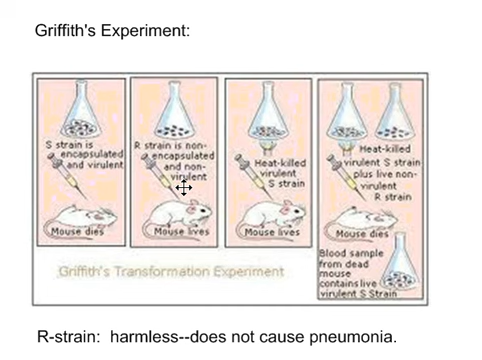 Griffith's Experiment:
S strain is
encapsulated
and virulent
Mouse dies
R strain is non-
encapsulated
and non-
virulent
Mouse lives
Heat-killed
virulent
S strain
Mouse lives
Heat-killed
virulent S strain
plus live non-
virulent
R strain
Mouse dies
Blood sample
from dead
mouse
contains live
virulent S Strain
Griffith's Transformation Experiment
R-strain: harmless--does not cause pneumonia.